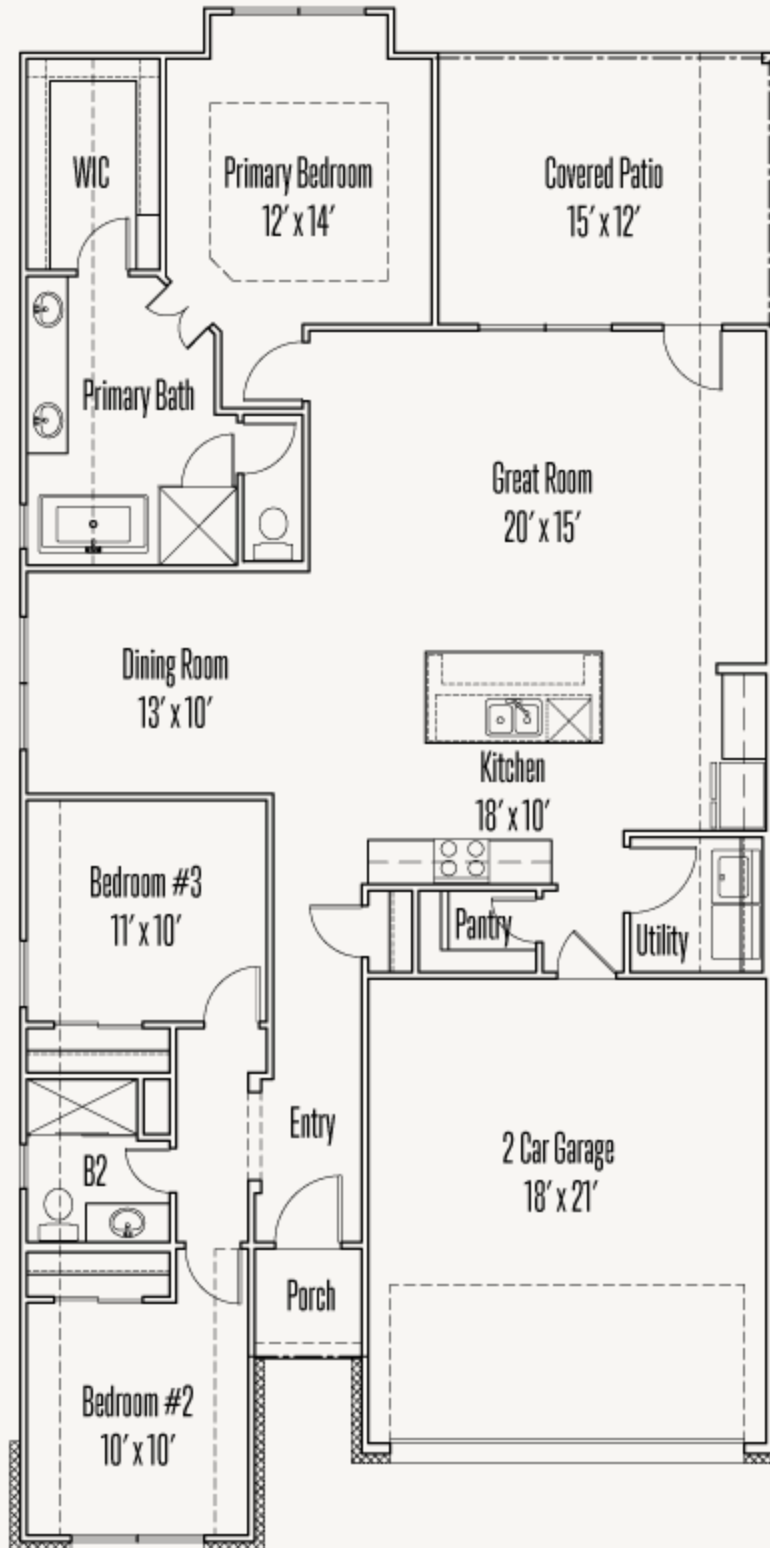 WIC
Primary Bedroom
12' x 14'
Covered Patio
15' x 12'
Primary Bath
Great Room
20' x 15'
Dining Room
13' x 10'
Kitchen
18' x 10'
Bedroom #3
11' x 10'
Pantry
Utility
Entry
2 Car Garage
18' x 21'
B2
Porch
Bedroom #2
10' x 10'